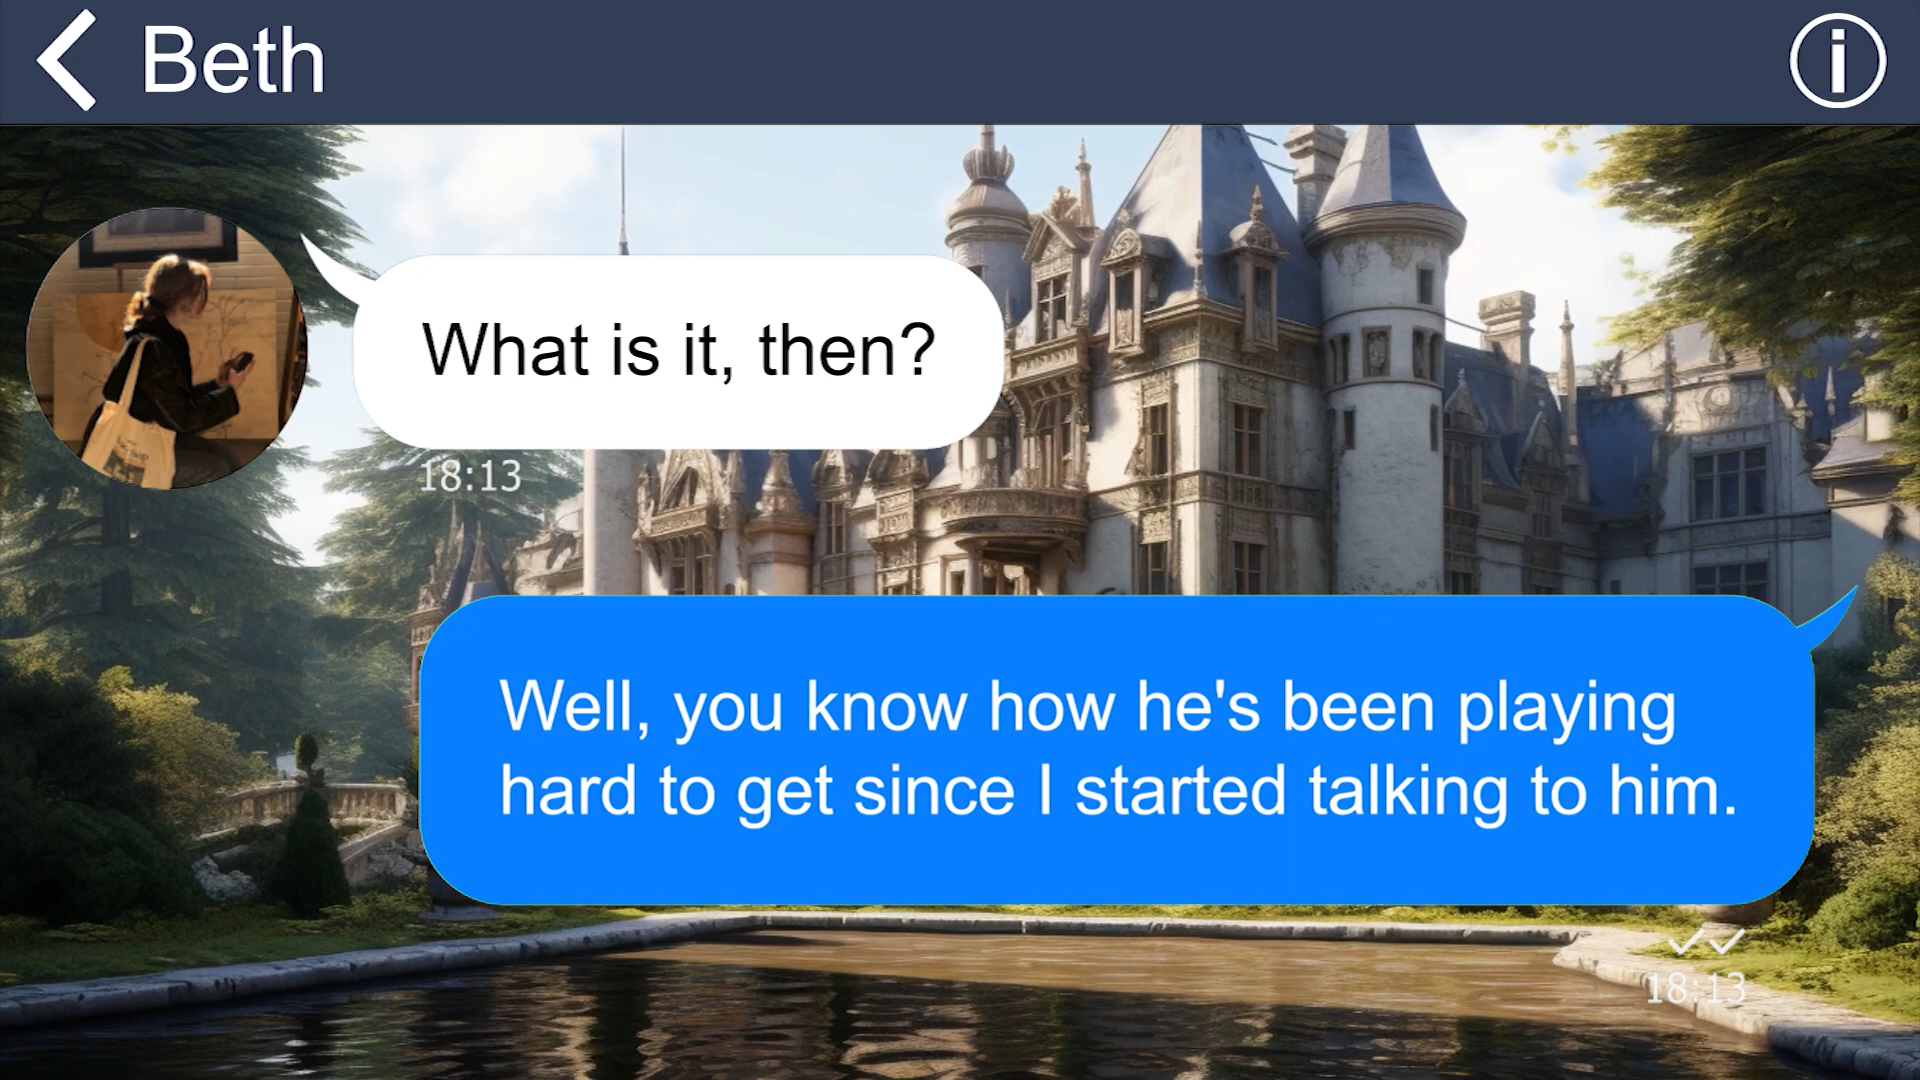 Beth
What is it, then?
18:13
Well, you know how he's been playing
hard to get since I started talking to him.
18:13